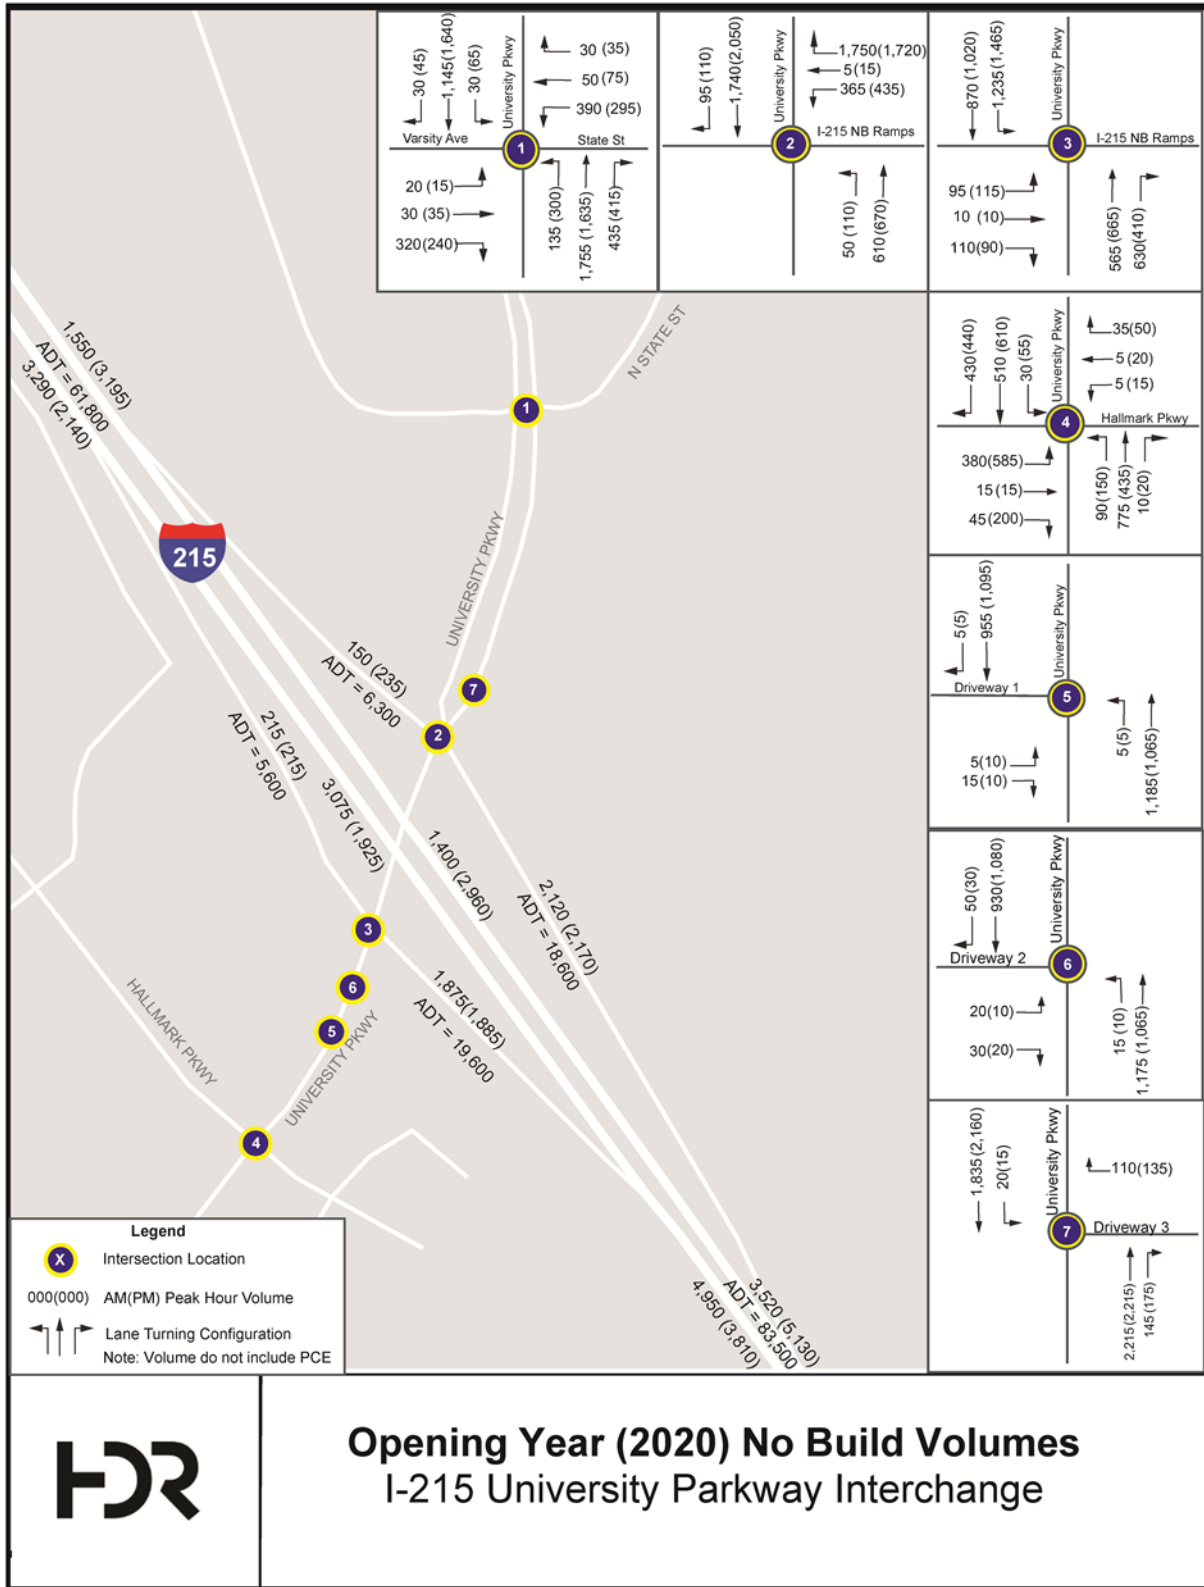 30 (45)
1,145(1,640)
30 (65)
University Pkwy
30 (35)
50 (75)
390 (295)
Varsity Ave
1
State St
20 (15)
30 (35)
320(240)
135 (300)
1,755 (1,635)
435 (415)
95 (110)
1,740(2,050)
University Pkwy
1,750(1,720)
5(15)
365 (435)
2
I-215 NB Ramps
50 (110)
610 (670)
870 (1,020)
1,235(1,465)
University Pkwy
3
I-215 NB Ramps
95 (115)
10 (10)
110(90)
565 (665)
630(410)
430(440)
510 (610)
30 (55)
University Pkwy
35(50)
5 (20)
5 (15)
4
Hallmark Pkwy
380(585)
15 (15)
45(200)
90(150)
775 (435)
10(20)
5(5)
955 (1,095)
University Pkwy
Driveway 1
5
5(10)
15(10)
5(5)
1,185(1,065)
50(30)
930(1,080)
University Pkwy
Driveway 2
6
20(10)
30(20)
15 (10)
1,175 (1,065)
1,835(2,160)
20(15)
University Pkwy
110(135)
7
Driveway 3
2,215(2,215)
145(175)
1,550 (3,195)
ADT = 61,800
3,290 (2,140)
N STATE ST
1
215
UNIVERSITY PKWY
150 (235)
ADT = 6,300
7
2
215 (215)
ADT = 5,600
3,075 (1,925)
1,400 (2,960)
2,120 (2,170)
ADT = 18,600
3
6
5
1,875(1,885)
ADT = 19,600
HALLMARK PKWY
UNIVERSITY PKWY
4
3,520 (5,130)
ADT = 83,500
4,950 (3,810)
Legend
X
Intersection Location
000(000) AM(PM) Peak Hour Volume
Lane Turning Configuration
Note: Volume do not include PCE
HDR
Opening Year (2020) No Build Volumes
I-215 University Parkway Interchange